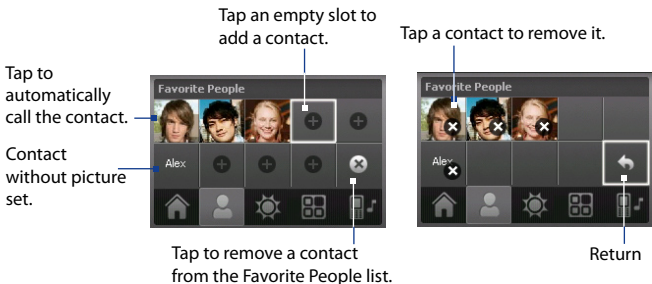 Tap an empty slot to
add a contact.
Tap a contact to remove it.
Tap to
automatically
call the contact.
Favorite People
Favorite People
Contact
without picture
set.
Alex
Alex
Tap to remove a contact
from the Favorite People list.
Return